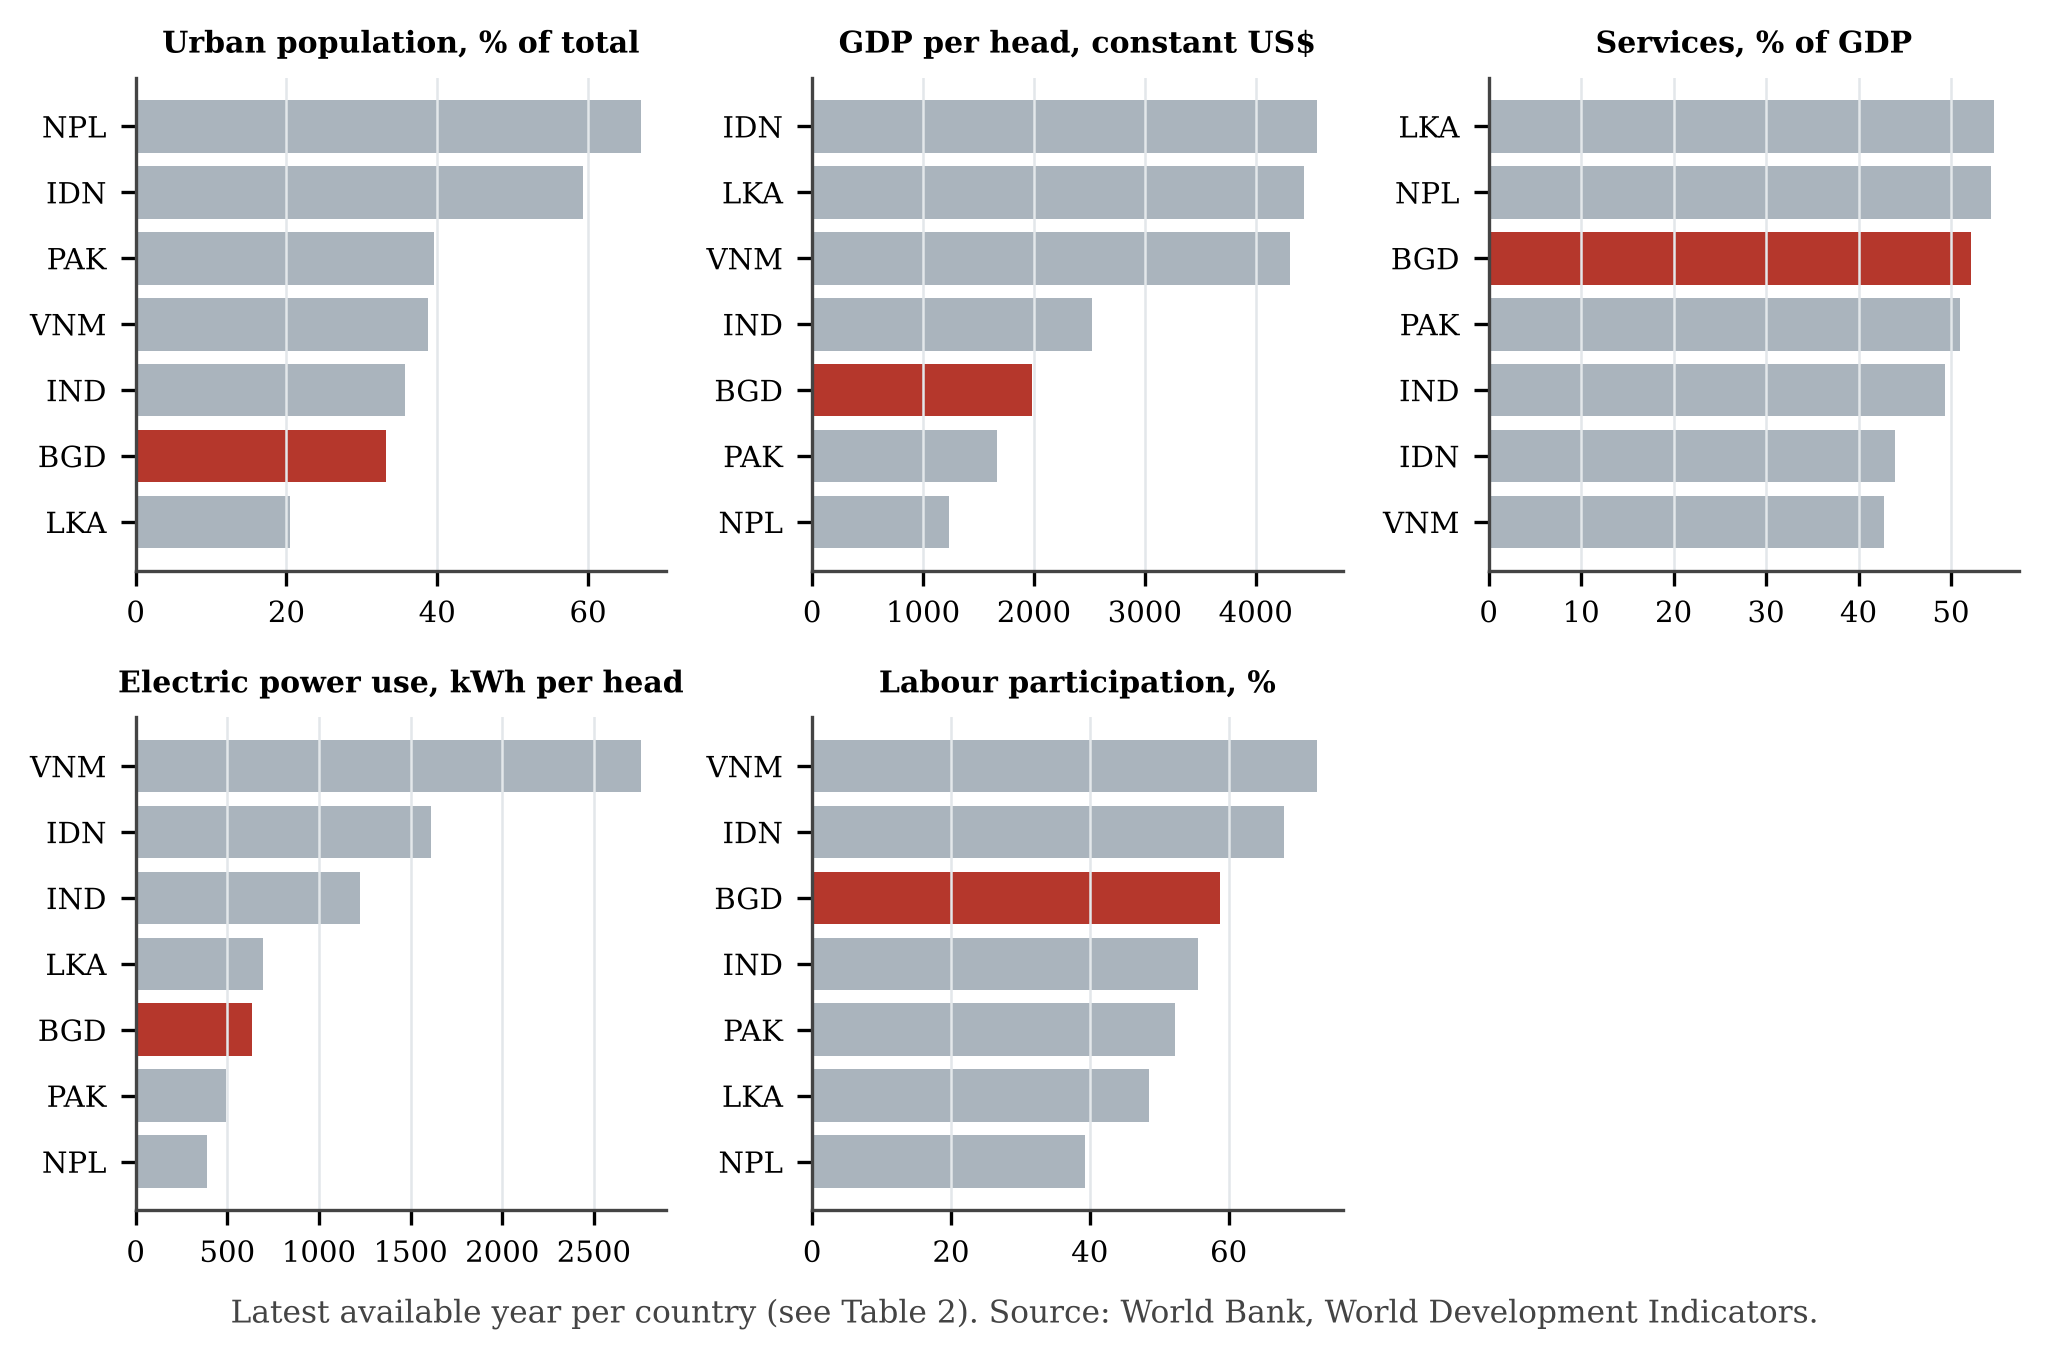 Urban population, % of total
NPL
IDN
PAK
VNM
IND
BGD
LKA
0 20 40 60
GDP per head, constant US$
IDN
LKA
VNM
IND
BGD
PAK
NPL
0 1000 2000 3000 4000
Services, % of GDP
LKA
NPL
BGD
PAK
IND
IDN
VNM
0 10 20 30 40 50
Electric power use, kWh per head
VNM
IDN
IND
LKA
BGD
PAK
NPL
0 500 1000 1500 2000 2500
Labour participation, %
VNM
IDN
BGD
IND
PAK
LKA
NPL
0 20 40 60
Latest available year per country (see Table 2). Source: World Bank, World Development Indicators.